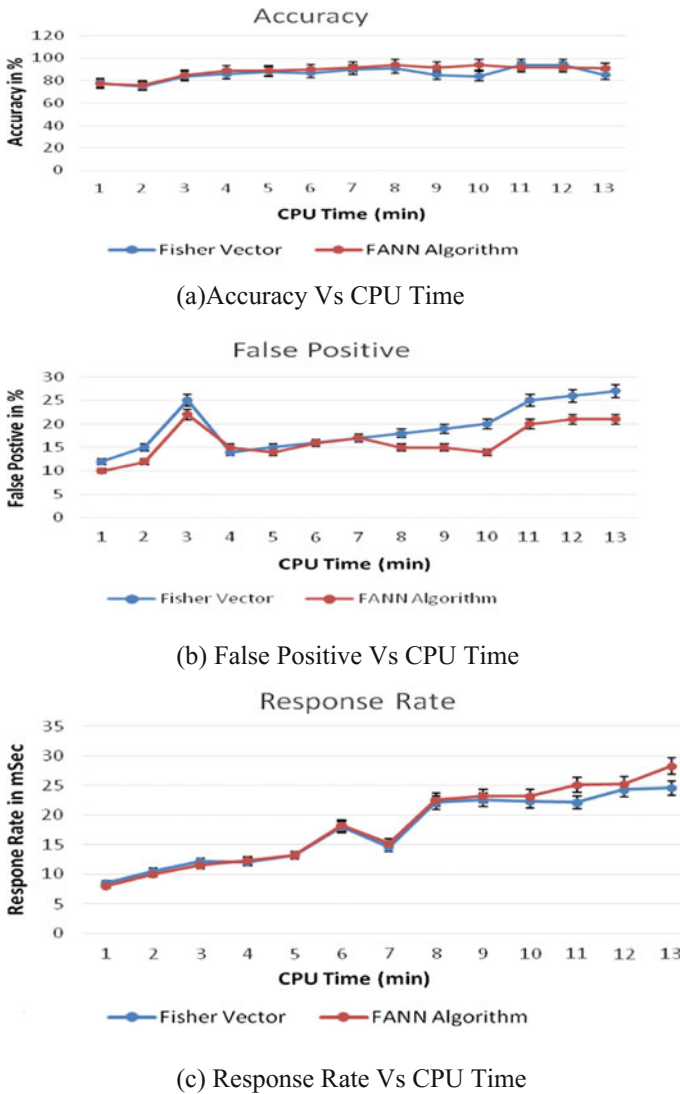 Accuracy
Accuracy in %
120
100
80
60
40
20
0
1 2 3 4 5 6 7 8 9 10 11 12 13
CPU Time (min)
Fisher Vector FANN Algorithm
(a)Accuracy Vs CPU Time
False Positive
False Postive in %
30
25
20
15
10
5
0
1 2 3 4 5 6 7 8 9 10 11 12 13
CPU Time (min)
Fisher Vector FANN Algorithm
(b) False Positive Vs CPU Time
Response Rate
Respone Rate in mSec
35
30
25
20
15
10
5
0
1 2 3 4 5 6 7 8 9 10 11 12 13
CPU Time (min)
Fisher Vector FANN Algorithm
(c) Response Rate Vs CPU Time